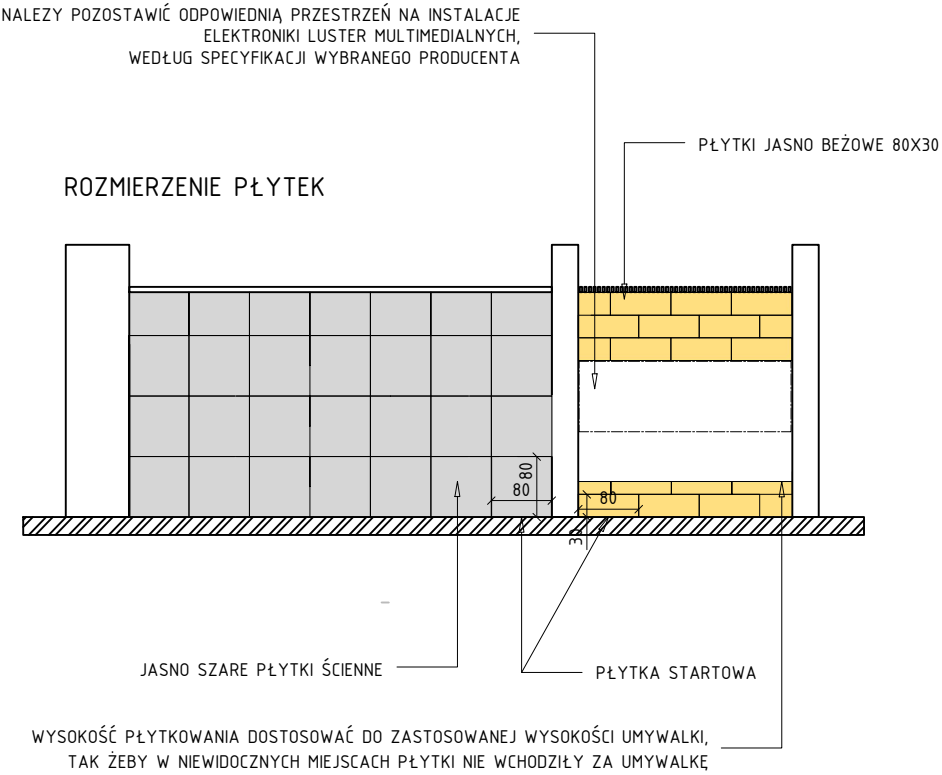 NALEZY POZOSTAWIĆ ODPOWIEDNIĄ PRZESTRZEŃ NA INSTALACJE
ELEKTRONIKI LUSTER MULTIMEDIALNYCH,
WEDŁUG SPECYFIKACJI WYBRANEGO PRODUCENTA
PŁYTKI JASNO BEŻOWE 80X30
ROZMIERZENIE PŁYTEK
80
80
80
30
JASNO SZARE PŁYTKI ŚCIENNE
PŁYTKA STARTOWA
WYSOKOŚĆ PŁYTKOWANIA DOSTOSOWAĆ DO ZASTOSOWANEJ WYSOKOŚCI UMYWALKI,
TAK ŻEBY W NIEWIDOCZNYCH MIEJSCACH PŁYTKI NIE WCHODZIŁY ZA UMYWALKĘ